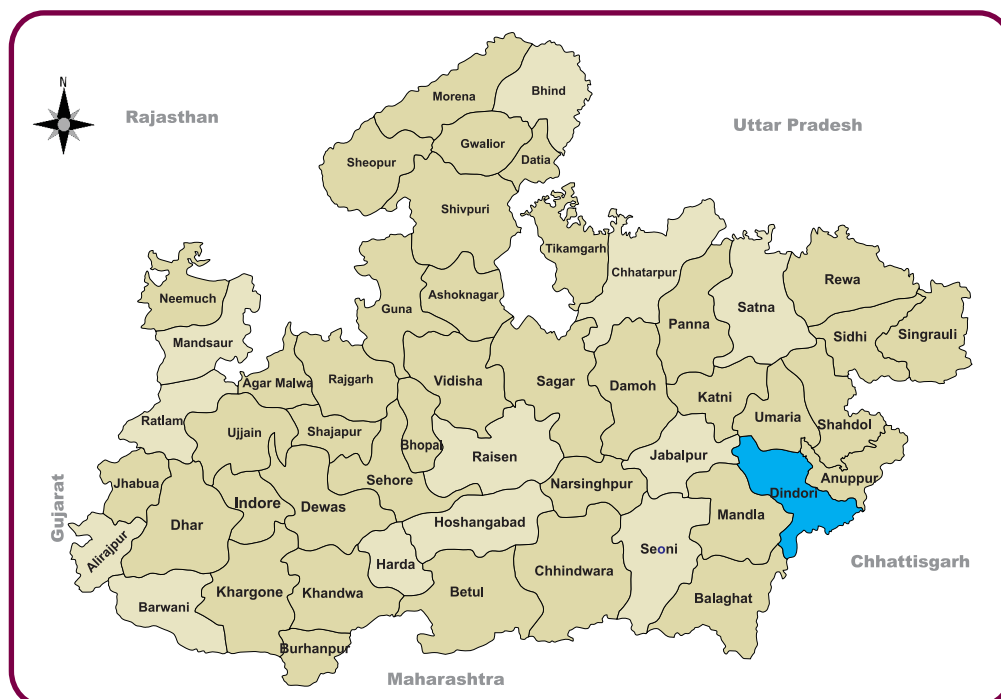 N
Rajasthan
Uttar Pradesh
Gujarat
Chhattisgarh
Maharashtra
Morena
Bhind
Gwalior
Sheopur
Datia
Shivpuri
Tikamgarh
Chhatarpur
Rewa
Neemuch
Ashoknagar
Guna
Satna
Panna
Sidhi
Singrauli
Mandsaur
Agar Malwa
Rajgarh
Vidisha
Sagar
Damoh
Katni
Umaria
Shahdol
Ratlam
Ujjain
Shajapur
Bhopal
Raisen
Jabalpur
Anuppur
Jhabua
Sehore
Narsinghpur
Dindori
Indore
Dewas
Dhar
Hoshangabad
Mandla
Alirajpur
Harda
Seoni
Chhindwara
Khargone
Khandwa
Betul
Balaghat
Barwani
Burhanpur